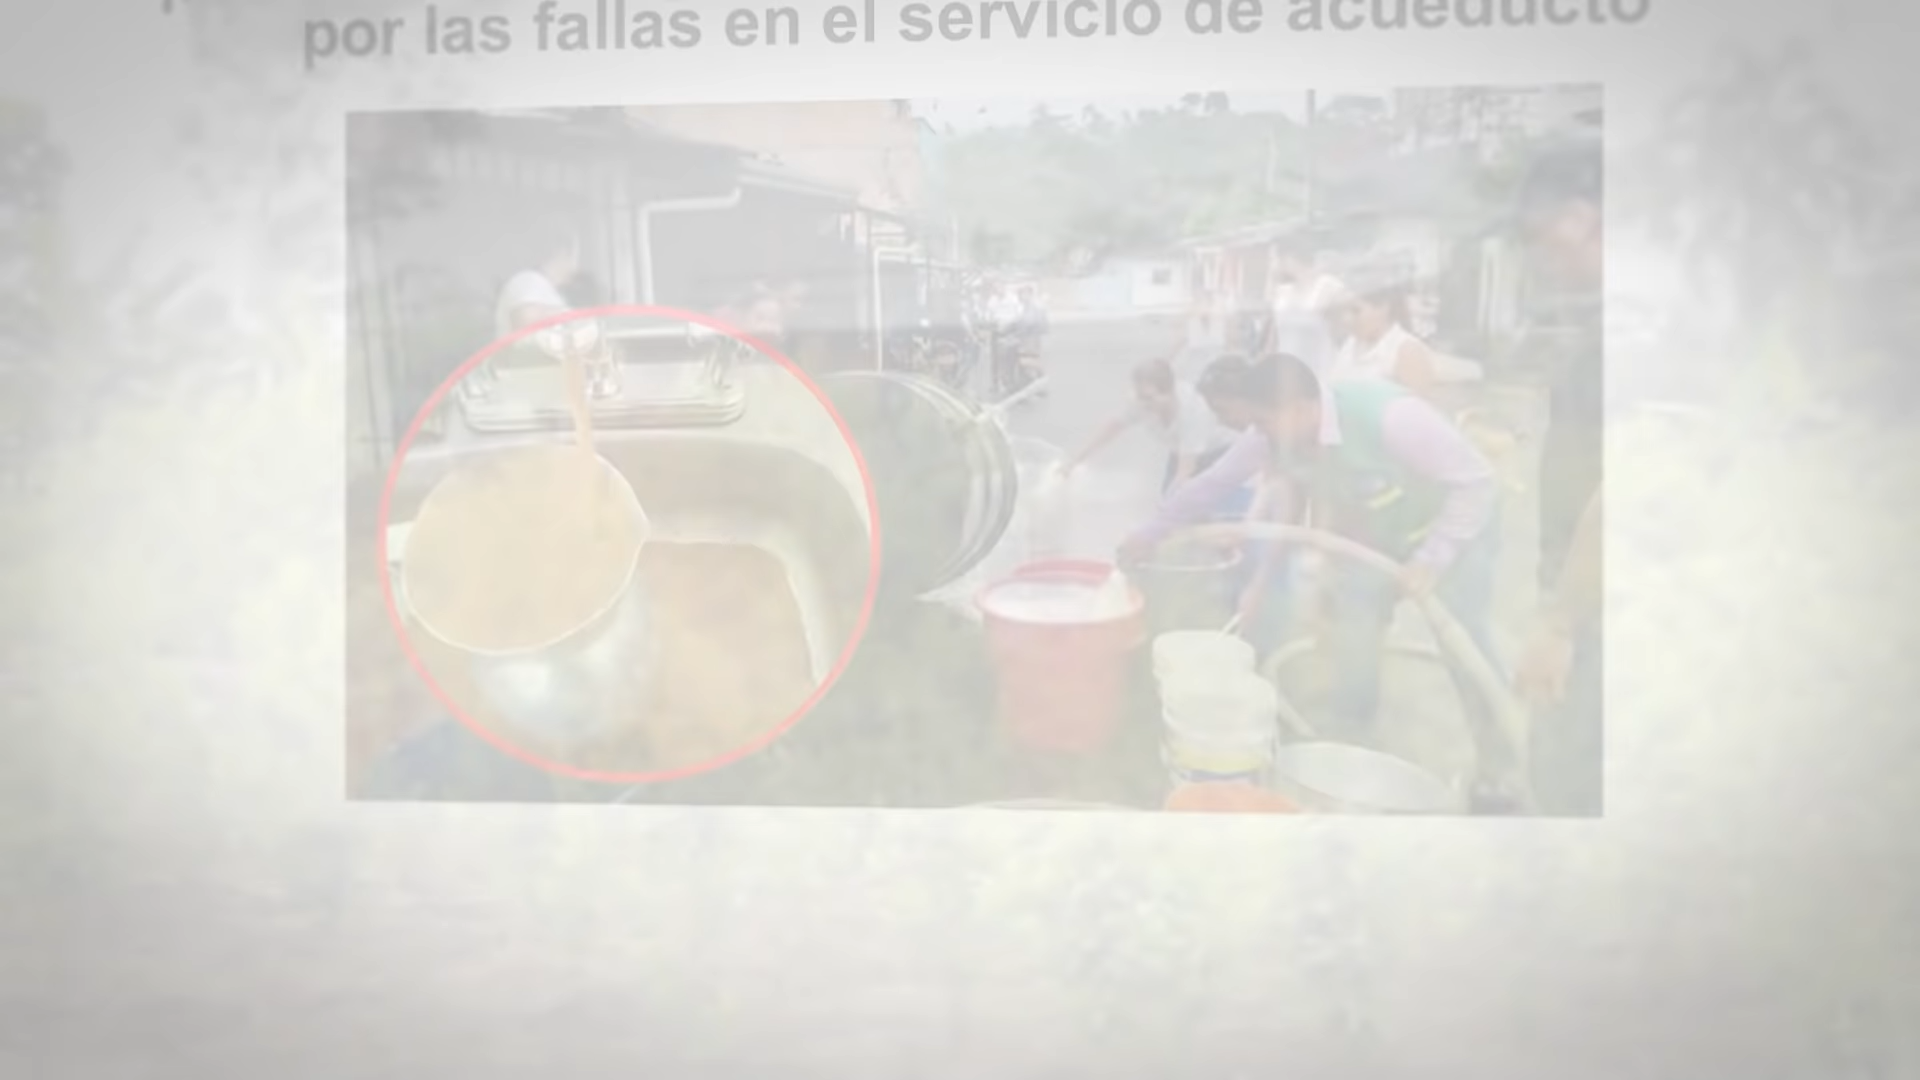 por las fallas en el servicio de acueducto